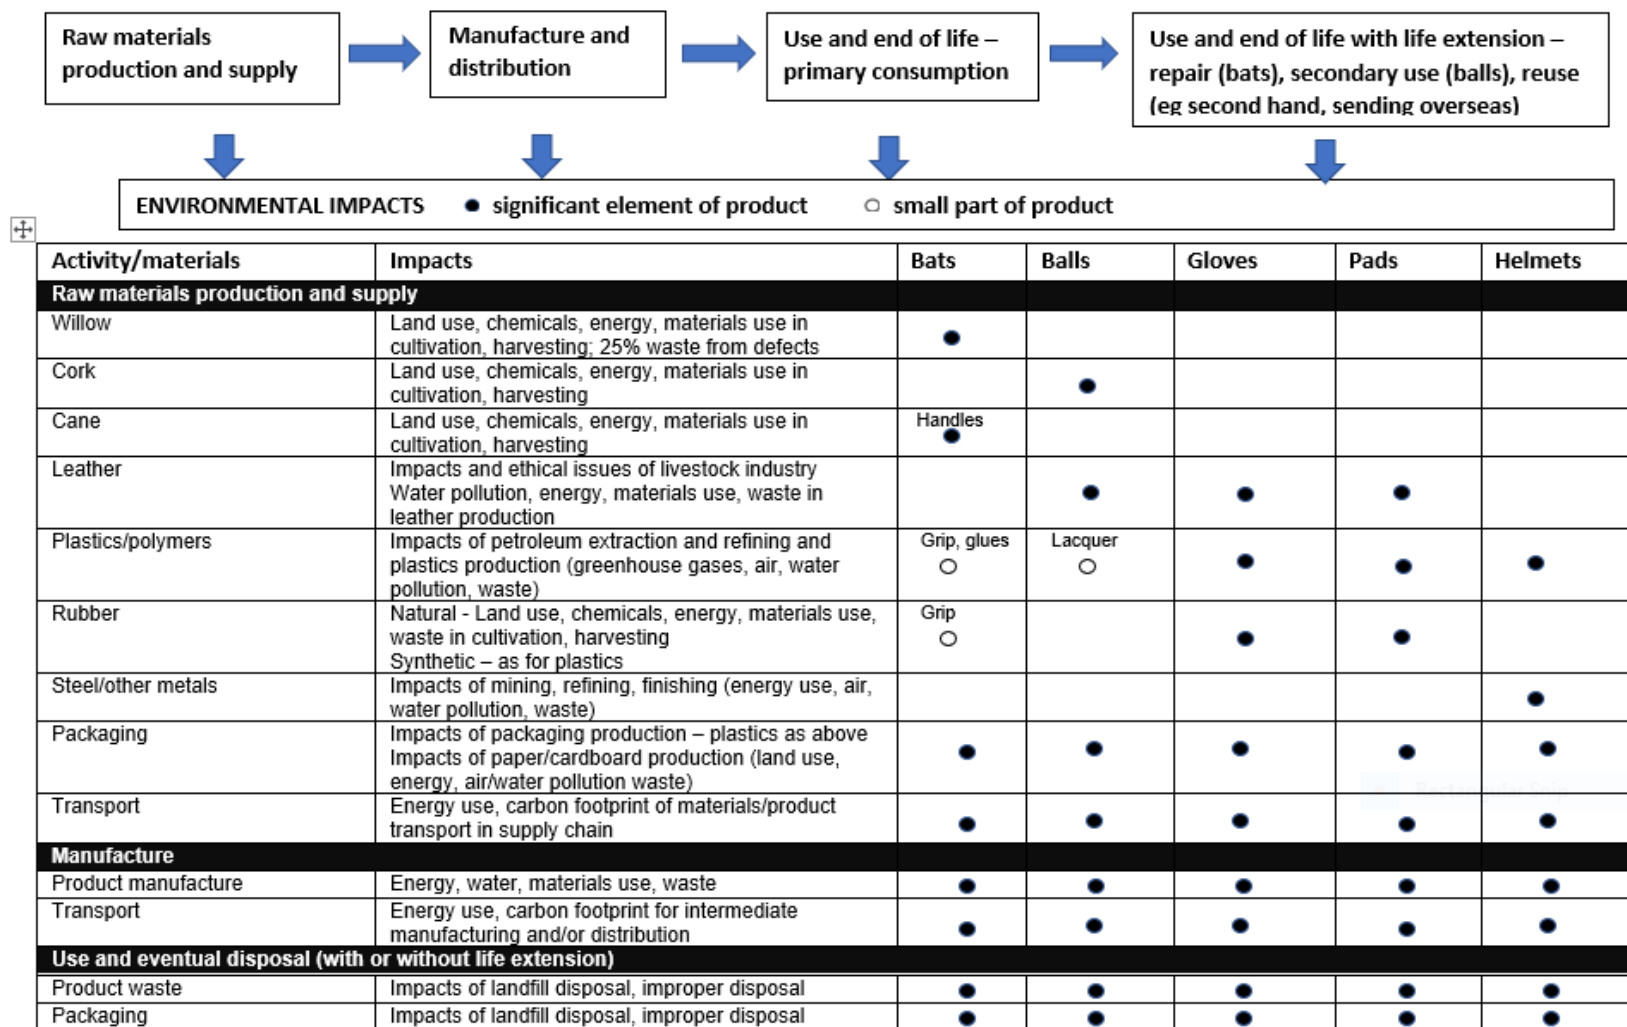 Raw materials
production and supply
Manufacture and
distribution
Use and end of life –
primary consumption
Use and end of life with life extension –
repair (bats), secondary use (balls), reuse
(eg second hand, sending overseas)
ENVIRONMENTAL IMPACTS ● significant element of product ○ small part of product
Activity/materials Impacts Bats Balls Gloves Pads Helmets
Raw materials production and supply
Willow Land use, chemicals, energy, materials use in
cultivation, harvesting; 25% waste from defects
Cork Land use, chemicals, energy, materials use in
cultivation, harvesting
Cane Land use, chemicals, energy, materials use in Handles
cultivation, harvesting
Leather Impacts and ethical issues of livestock industry
Water pollution, energy, materials use, waste in
leather production
Plastics/polymers Impacts of petroleum extraction and refining and Grip, glues Lacquer
plastics production (greenhouse gases, air, water
pollution, waste)
Rubber Natural - Land use, chemicals, energy, materials use, Grip
waste in cultivation, harvesting
Synthetic – as for plastics
Steel/other metals Impacts of mining, refining, finishing (energy use, air,
water pollution, waste)
Packaging Impacts of packaging production – plastics as above
Impacts of paper/cardboard production (land use,
energy, air/water pollution waste)
Rectangular Snip
Transport Energy use, carbon footprint of materials/product
transport in supply chain
Manufacture
Product manufacture Energy, water, materials use, waste
Transport Energy use, carbon footprint for intermediate
manufacturing and/or distribution
Use and eventual disposal (with or without life extension)
Product waste Impacts of landfill disposal, improper disposal
Packaging Impacts of landfill disposal, improper disposal